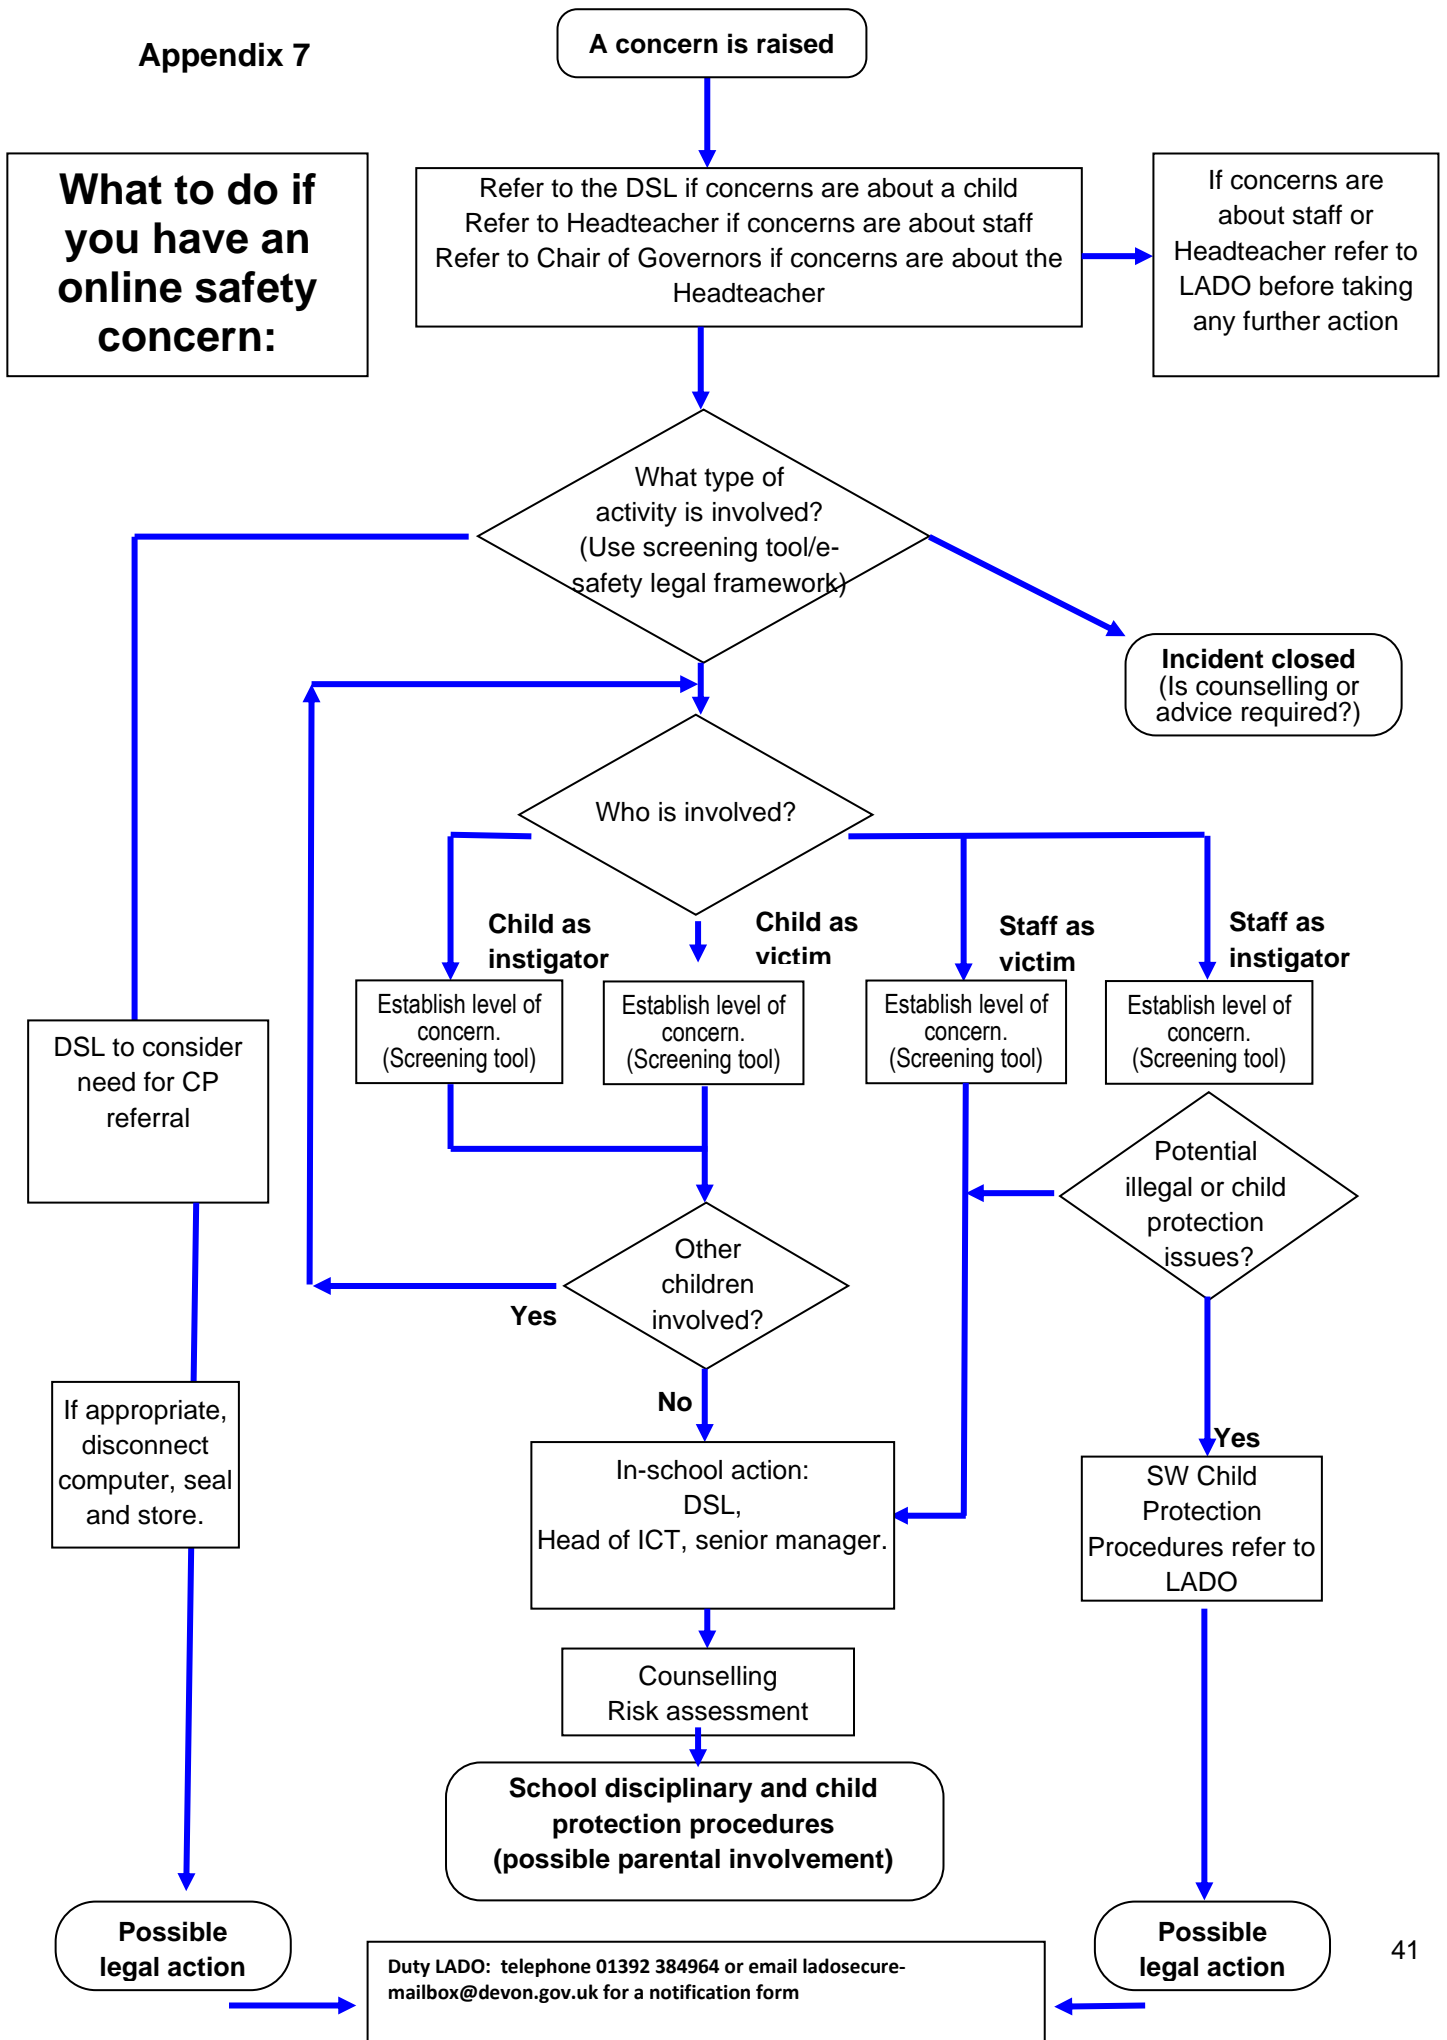 Appendix 7
A concern is raised
What to do if
you have an
online safety
concern:
Refer to the DSL if concerns are about a child
Refer to Headteacher if concerns are about staff
Refer to Chair of Governors if concerns are about the
Headteacher
If concerns are
about staff or
Headteacher refer to
LADO before taking
any further action
What type of
activity is involved?
(Use screening tool/e-
safety legal framework)
Incident closed
(Is counselling or
advice required?)
Who is involved?
Child as
instigator
Child as
victim
Staff as
victim
Staff as
instigator
Establish level of
concern.
(Screening tool)
Establish level of
concern.
(Screening tool)
Establish level of
concern.
(Screening tool)
Establish level of
concern.
(Screening tool)
DSL to consider
need for CP
referral
Potential
illegal or child
protection
issues?
Other
children
involved?
Yes
No
Yes
If appropriate,
disconnect
computer, seal
and store.
In-school action:
DSL,
Head of ICT, senior manager.
SW Child
Protection
Procedures refer to
LADO
Counselling
Risk assessment
School disciplinary and child
protection procedures
(possible parental involvement)
Possible
legal action
Possible
legal action
Duty LADO:  telephone 01392 384964 or email ladosecure-
mailbox@devon.gov.uk for a notification form
41